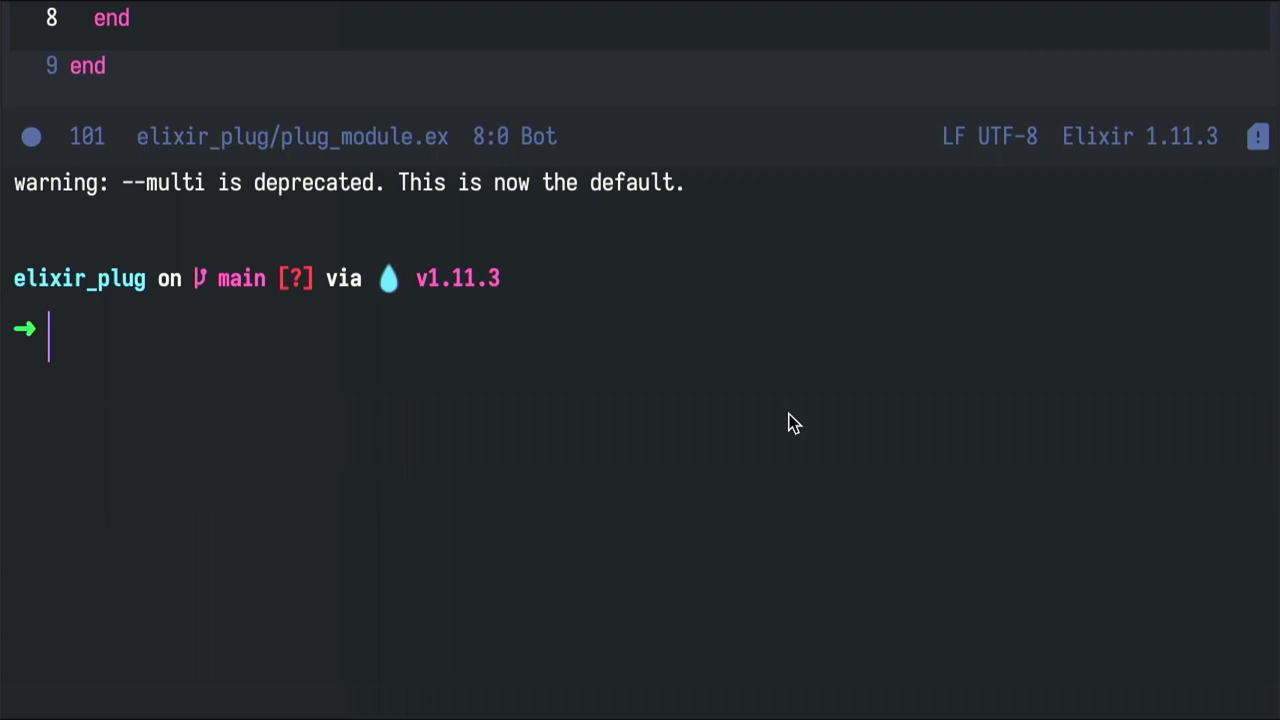 8 end
9 end
101 elixir_plug/plug_module.ex 8:0 Bot LF UTF-8 Elixir 1.11.3
warning: --multi is deprecated. This is now the default.
elixir_plug on main [?] via v1.11.3
➜